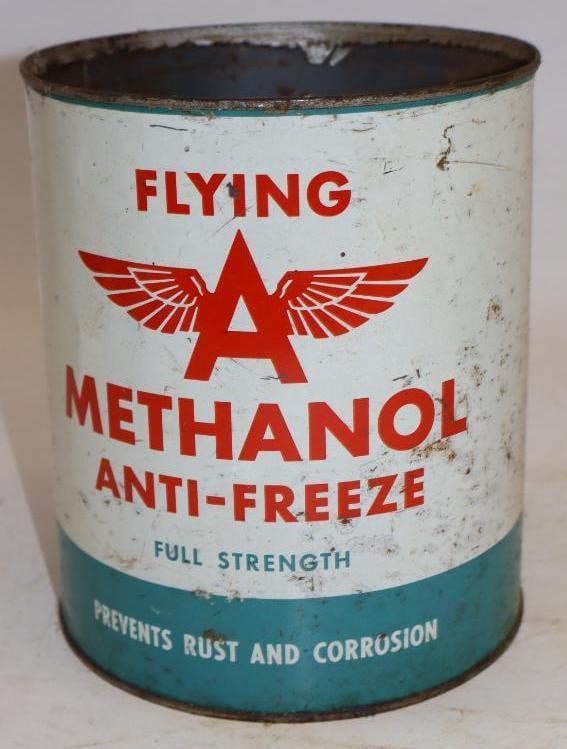 FLYING
A
METHANOL
ANTI-FREEZE
FULL STRENGTH
PREVENTS RUST AND CORROSION